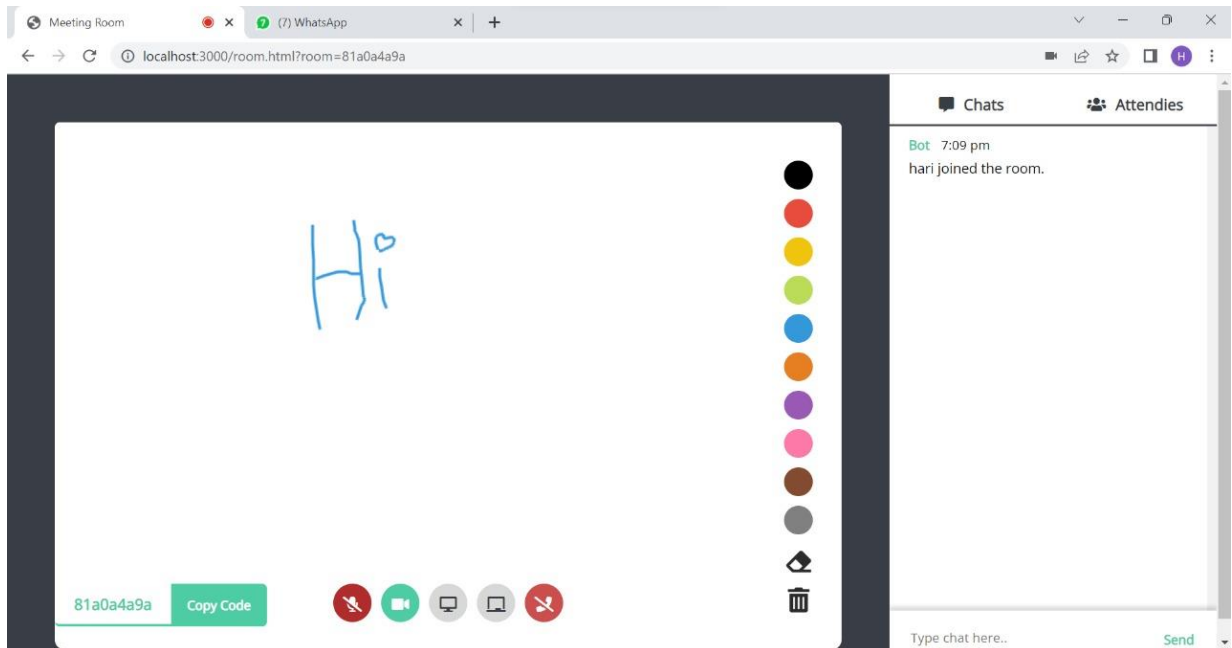 Meeting Room
7 (7) WhatsApp
localhost:3000/room.html?room=81a0a4a9a
H
Chats Attendies
Bot 7:09 pm
hari joined the room.
Hi
81a0a4a9a Copy Code
Type chat here.. Send